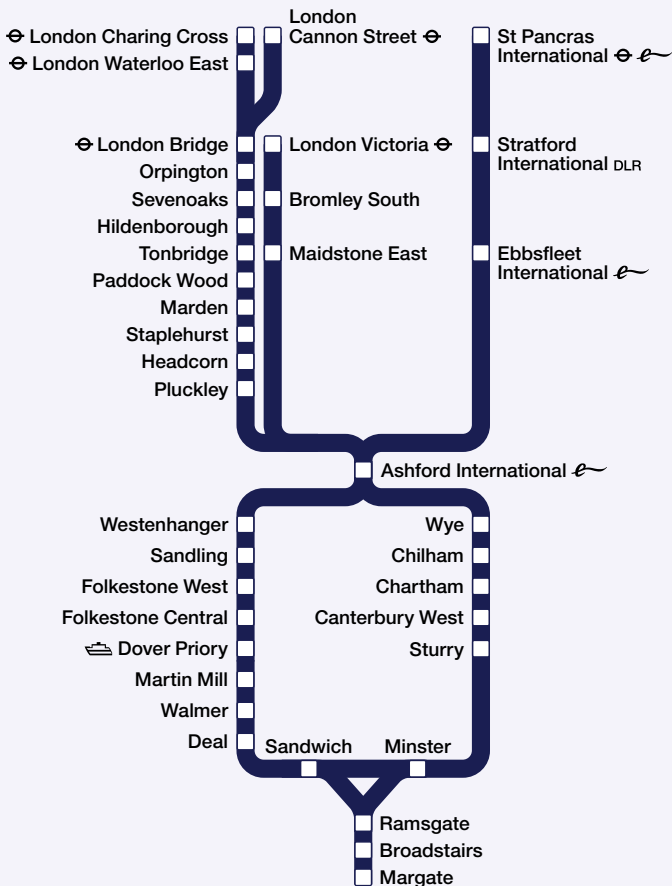 London Charing Cross
London
Cannon Street
St Pancras
International
London Waterloo East
London Bridge
London Victoria
Stratford
International DLR
Orpington
Sevenoaks
Bromley South
Hildenborough
Tonbridge
Maidstone East
Ebbsfleet
International
Paddock Wood
Marden
Staplehurst
Headcorn
Pluckley
Ashford International
Westenhanger
Wye
Sandling
Chilham
Folkestone West
Chartham
Folkestone Central
Canterbury West
Dover Priory
Sturry
Martin Mill
Walmer
Deal
Sandwich
Minster
Ramsgate
Broadstairs
Margate